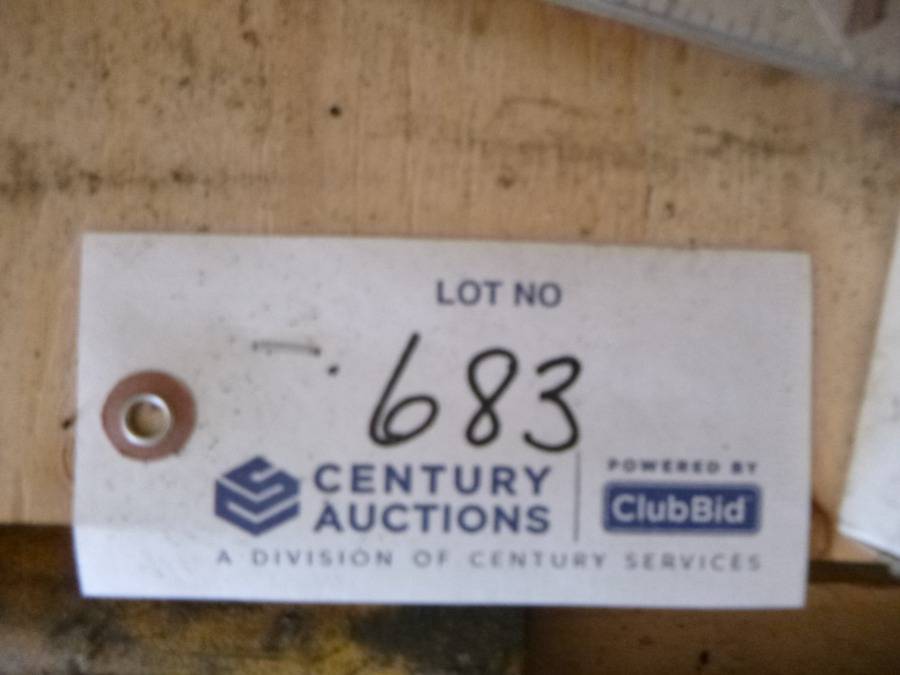 LOT NO
683
CENTURY AUCTIONS
POWERED BY ClubBid
A DIVISION OF CENTURY SERVICES